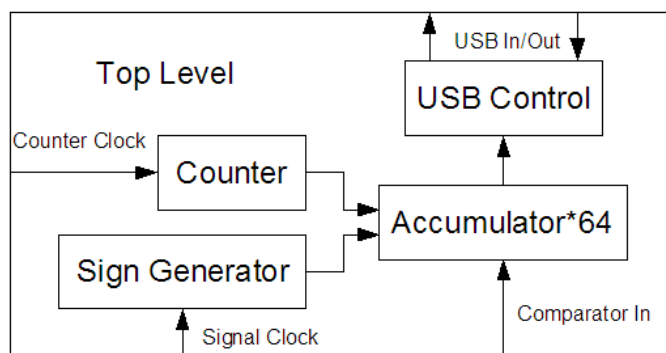 USB In/Out
Top Level
USB Control
Counter Clock
Counter
Accumulator*64
Sign Generator
Comparator In
Signal Clock